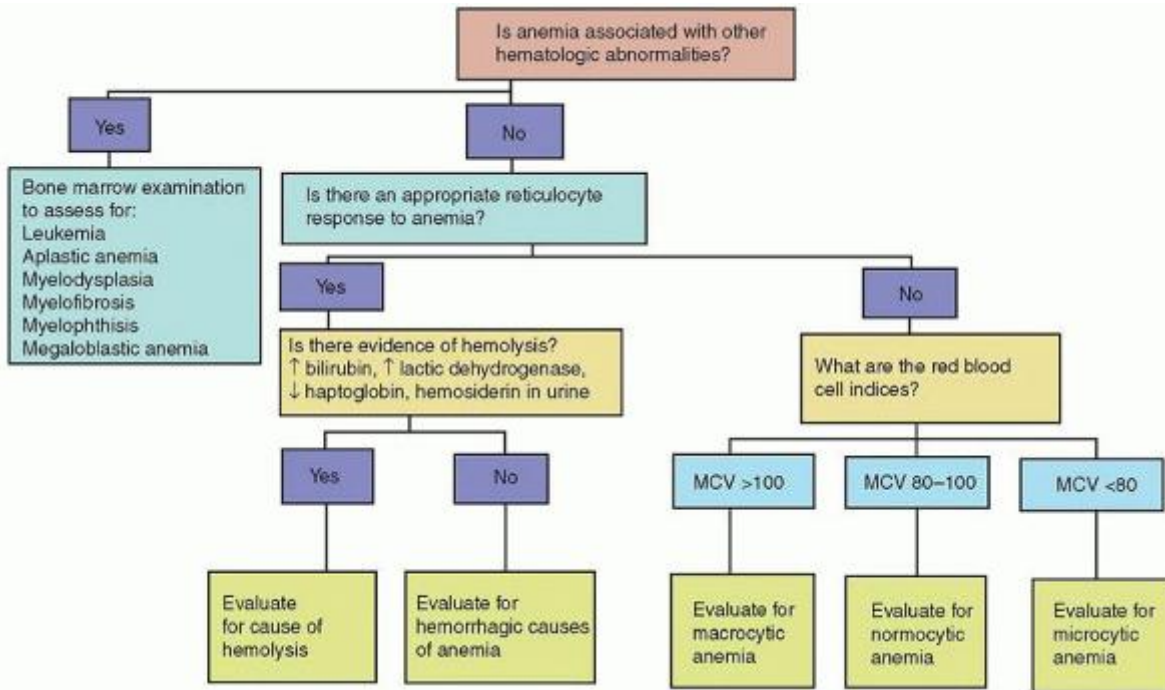 Is anemia associated with other
hematologic abnormalities?
Yes
No
Bone marrow examination
to assess for:
Leukemia
Aplastic anemia
Myelodysplasia
Myelofibrosis
Myelophthisis
Megaloblastic anemia
Is there an appropriate reticulocyte
response to anemia?
Yes
No
Is there evidence of hemolysis?
↑ bilirubin, ↑ lactic dehydrogenase,
↓ haptoglobin, hemosiderin in urine
What are the red blood
cell indices?
Yes
No
MCV >100
MCV 80–100
MCV <80
Evaluate
for cause of
hemolysis
Evaluate for
hemorrhagic causes
of anemia
Evaluate for
macrocytic
anemia
Evaluate for
normocytic
anemia
Evaluate for
microcytic
anemia